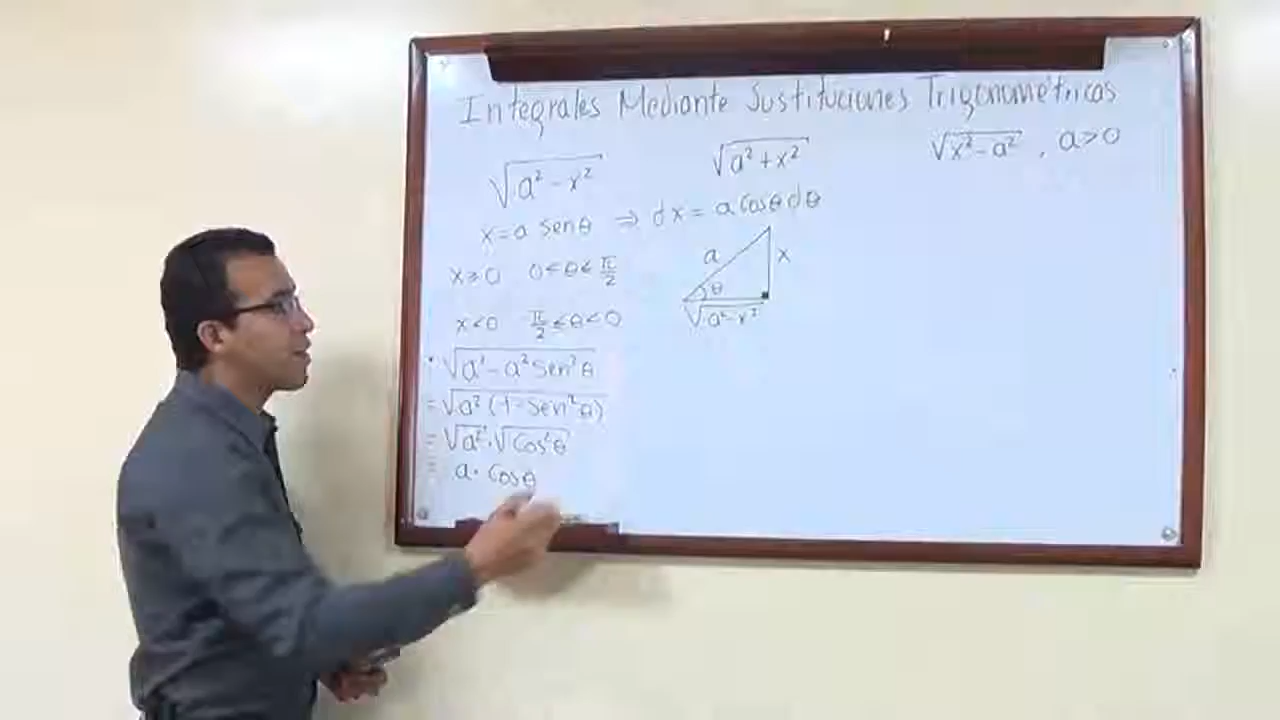 Integrales Mediante Sustituciones Trigonométricas
√a² - x²
√a² + x²
√x² - a² , a > 0
x = a senθ ⇒ dx = a cosθ dθ
x ≥ 0 0 ≤ θ ≤ π/2
x < 0 π/2 ≤ θ < 0
a
x
θ
√a² - x²
• √a² - a² sen²θ
= √a² (1 - sen²θ)
= √a² · √cos²θ
= a · cosθ